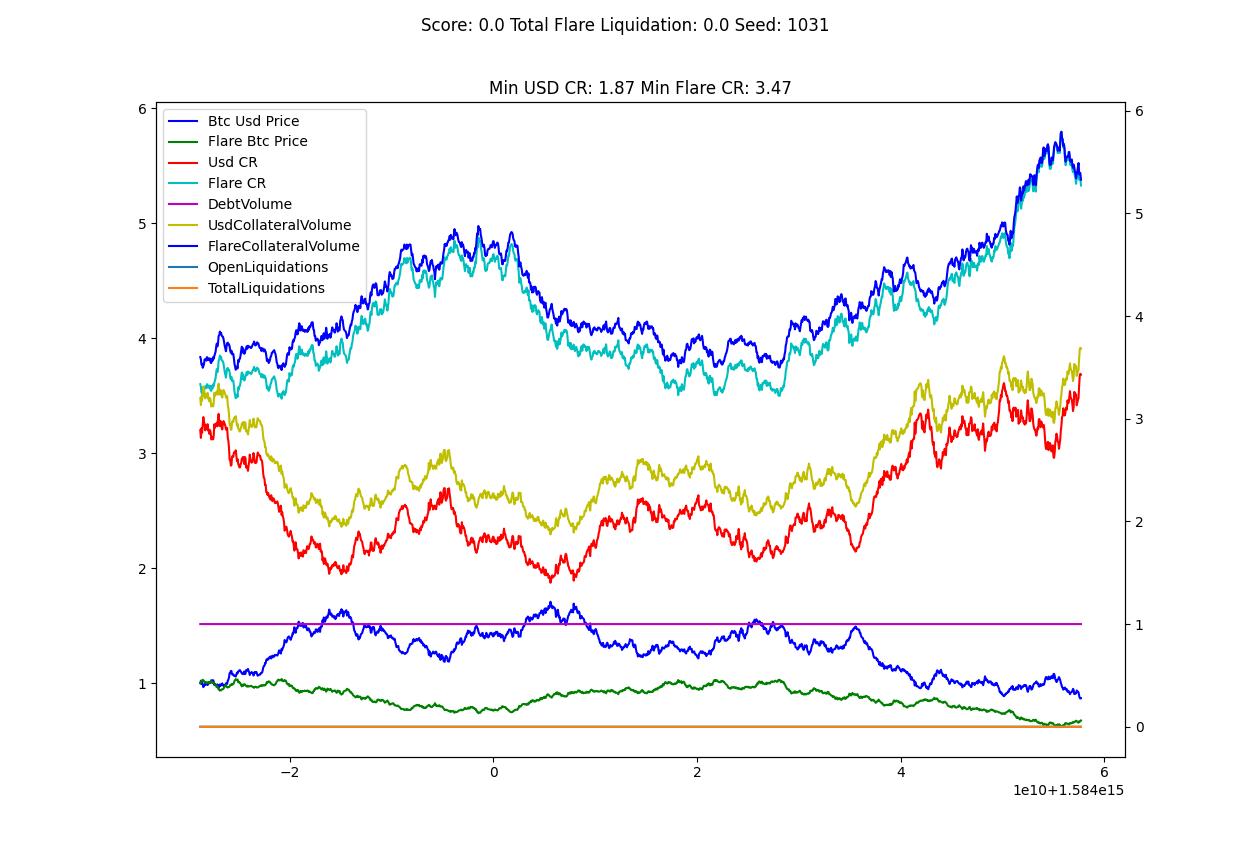 Score: 0.0 Total Flare Liquidation: 0.0 Seed: 1031
Min USD CR: 1.87 Min Flare CR: 3.47
Btc Usd Price
Flare Btc Price
Usd CR
Flare CR
DebtVolume
UsdCollateralVolume
FlareCollateralVolume
OpenLiquidations
TotalLiquidations
6
5
4
3
2
1
6
5
4
3
2
1
0
−2
0
2
4
6
1e10+1.584e15